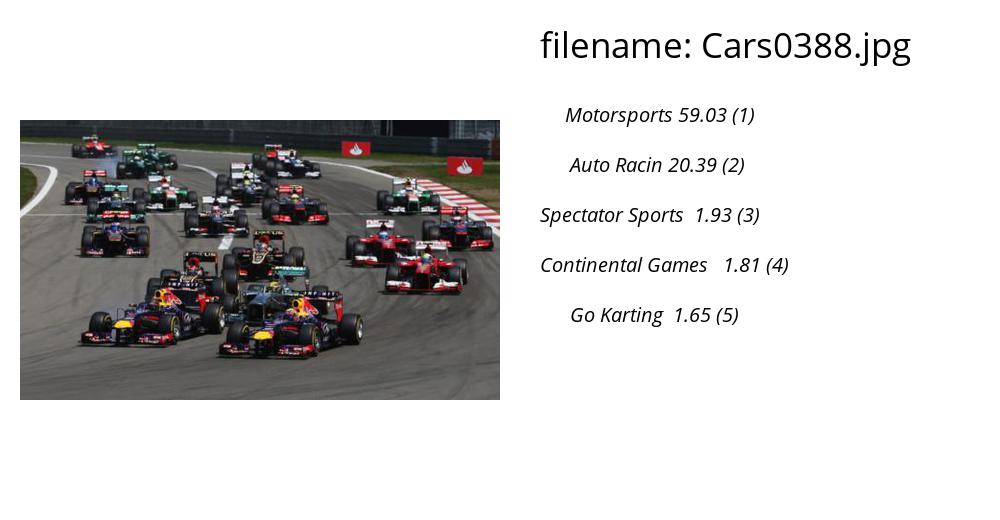 filename: Cars0388.jpg
Motorsports 59.03 (1)
Auto Racin 20.39 (2)
Spectator Sports 1.93 (3)
Continental Games 1.81 (4)
Go Karting 1.65 (5)